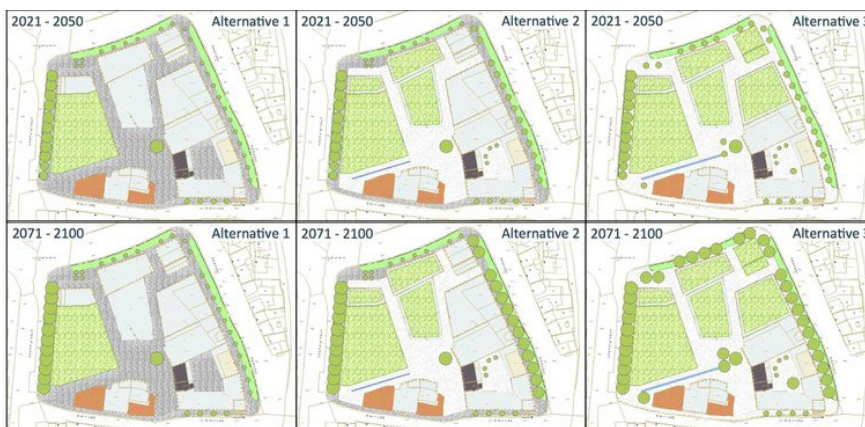 2021 - 2050 Alternative 1
2021 - 2050 Alternative 2
2021 - 2050 Alternative 3
2071 - 2100 Alternative 1
2071 - 2100 Alternative 2
2071 - 2100 Alternative